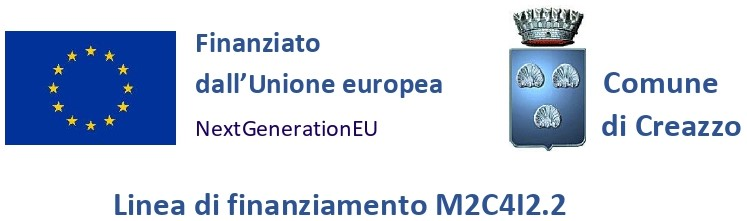 Finanziato
dall’Unione europea
NextGenerationEU
Comune
di Creazzo
Linea di finanziamento M2C4I2.2